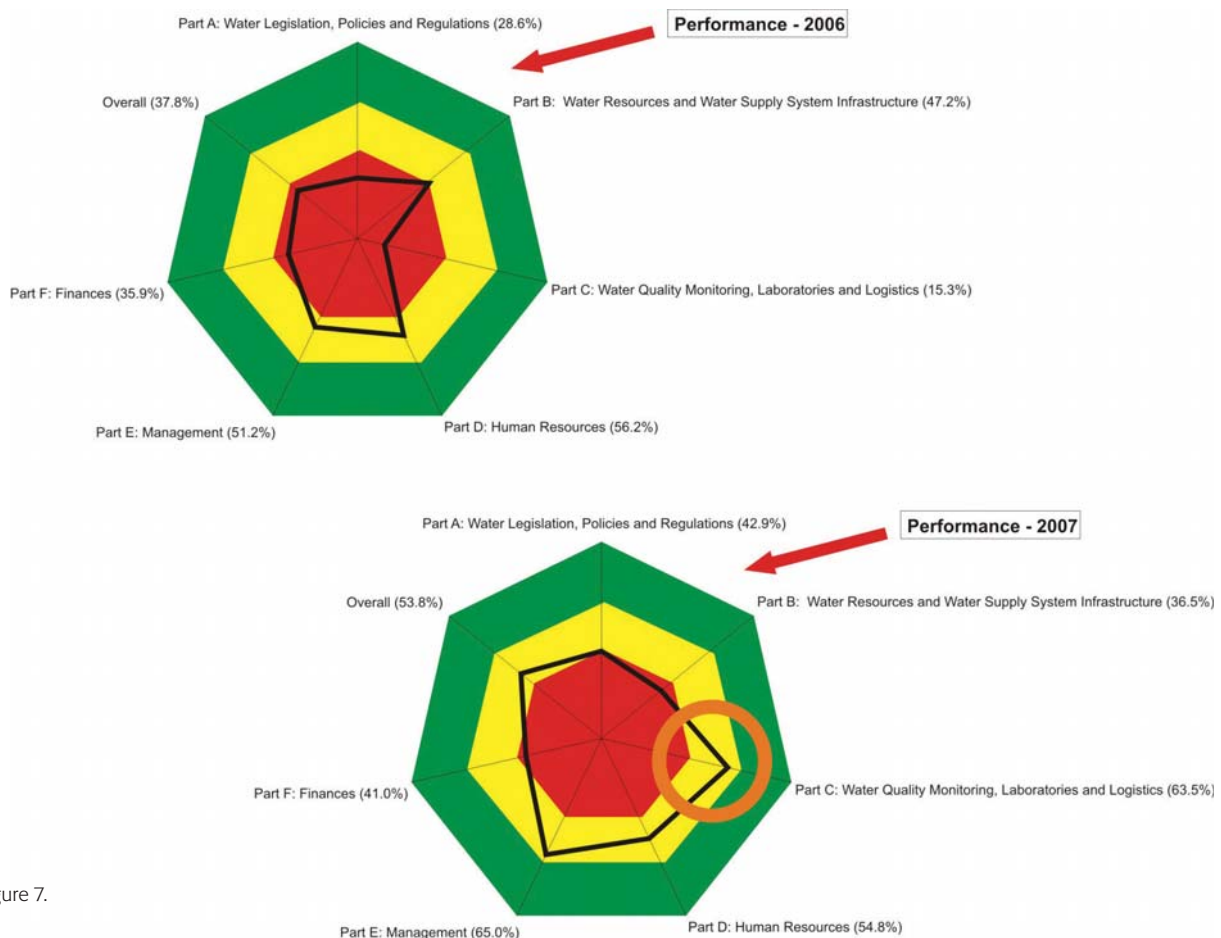 Part A: Water Legislation, Policies and Regulations (28.6%)
Performance - 2006
Overall (37.8%)
Part B: Water Resources and Water Supply System Infrastructure (47.2%)
Part F: Finances (35.9%)
Part C: Water Quality Monitoring, Laboratories and Logistics (15.3%)
Part E: Management (51.2%)
Part D: Human Resources (56.2%)
Part A: Water Legislation, Policies and Regulations (42.9%)
Performance - 2007
Overall (53.8%)
Part B: Water Resources and Water Supply System Infrastructure (36.5%)
Part F: Finances (41.0%)
Part C: Water Quality Monitoring, Laboratories and Logistics (63.5%)
gure 7.
Part E: Management (65.0%)
Part D: Human Resources (54.8%)